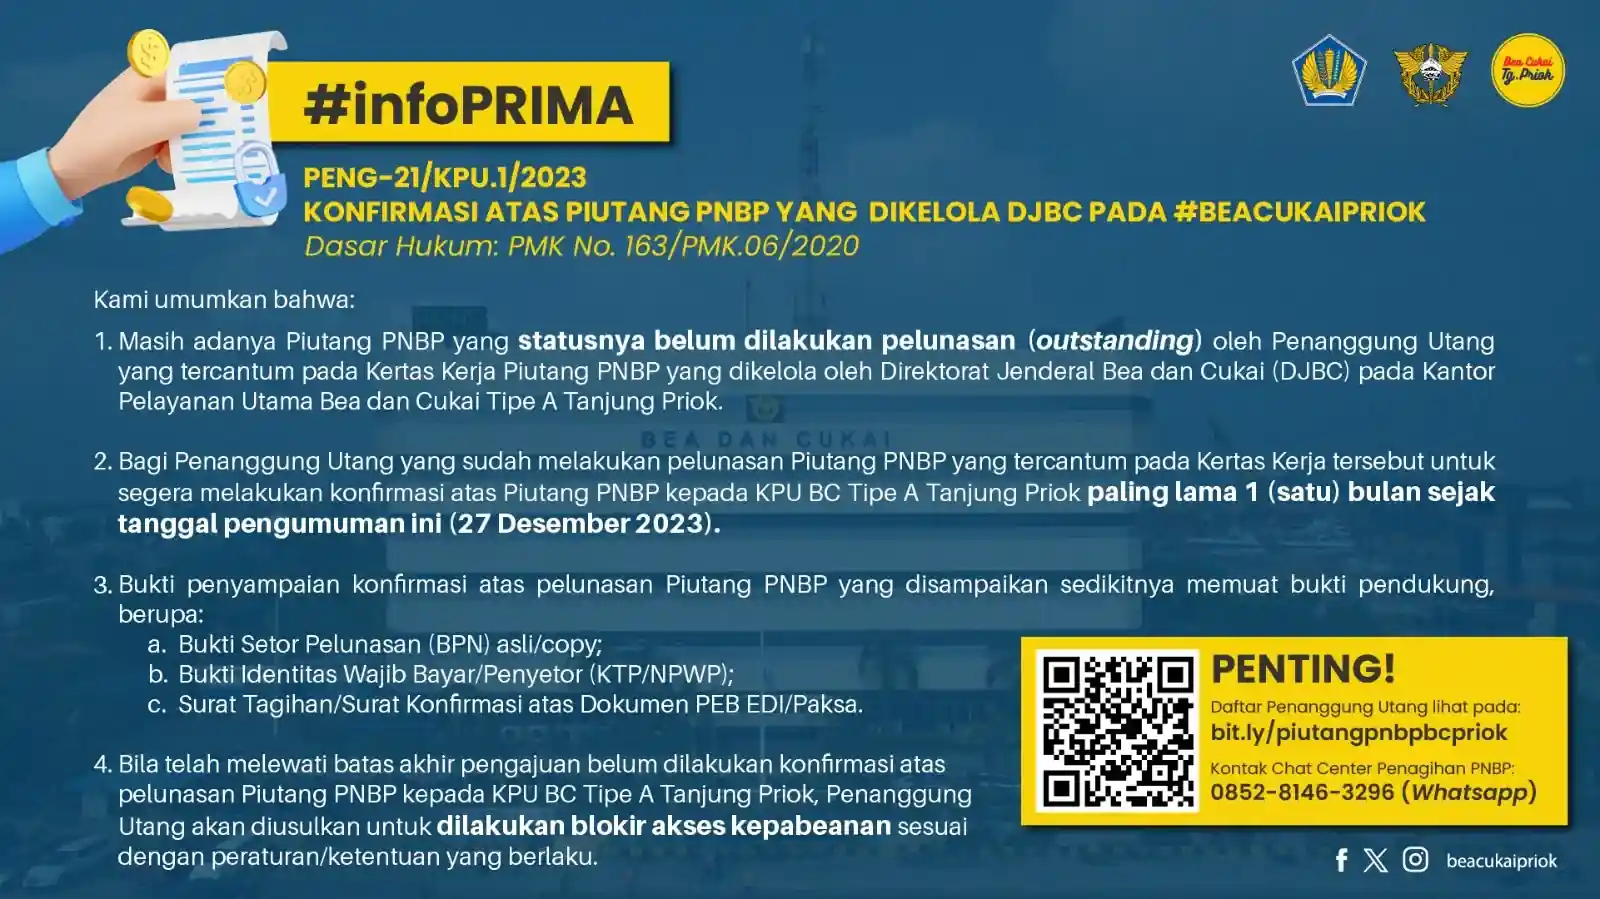 #infoPRIMA
Bea Cukai
Tg. Priok
PENG-21/KPU.1/2023
KONFIRMASI ATAS PIUTANG PNBP YANG DIKELOLA DJBC PADA #BEACUKAIPRIOK
Dasar Hukum: PMK No. 163/PMK.06/2020
Kami umumkan bahwa:
1. Masih adanya Piutang PNBP yang statusnya belum dilakukan pelunasan (outstanding) oleh Penanggung Utang
yang tercantum pada Kertas Kerja Piutang PNBP yang dikelola oleh Direktorat Jenderal Bea dan Cukai (DJBC) pada Kantor
Pelayanan Utama Bea dan Cukai Tipe A Tanjung Priok.
BEA DAN CUKAI
2. Bagi Penanggung Utang yang sudah melakukan pelunasan Piutang PNBP yang tercantum pada Kertas Kerja tersebut untuk
segera melakukan konfirmasi atas Piutang PNBP kepada KPU BC Tipe A Tanjung Priok paling lama 1 (satu) bulan sejak
tanggal pengumuman ini (27 Desember 2023).
3. Bukti penyampaian konfirmasi atas pelunasan Piutang PNBP yang disampaikan sedikitnya memuat bukti pendukung,
berupa:
a. Bukti Setor Pelunasan (BPN) asli/copy;
b. Bukti Identitas Wajib Bayar/Penyetor (KTP/NPWP);
c. Surat Tagihan/Surat Konfirmasi atas Dokumen PEB EDI/Paksa.
4. Bila telah melewati batas akhir pengajuan belum dilakukan konfirmasi atas
pelunasan Piutang PNBP kepada KPU BC Tipe A Tanjung Priok, Penanggung
Utang akan diusulkan untuk dilakukan blokir akses kepabeanan sesuai
dengan peraturan/ketentuan yang berlaku.
PENTING!
Daftar Penanggung Utang lihat pada:
bit.ly/piutangpnbpbcpriok
Kontak Chat Center Penagihan PNBP:
0852-8146-3296 (Whatsapp)
beacukaipriok